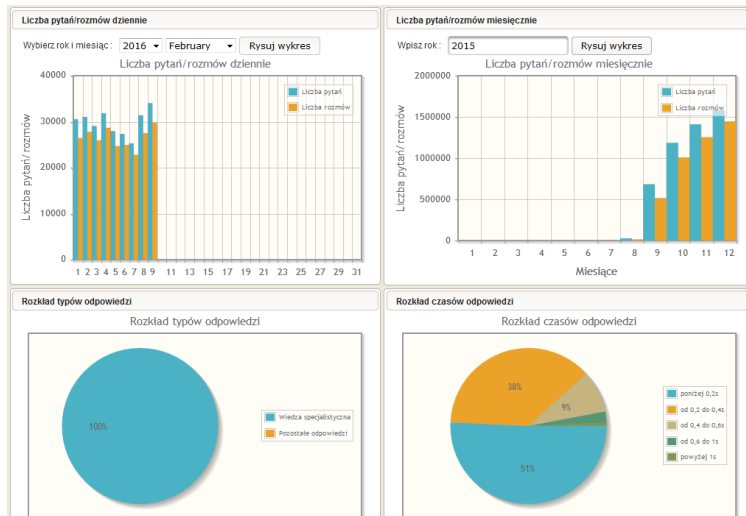 Liczba pytań/rozmów dziennie
Wybierz rok i miesiąc : 2016 February Rysuj wykres
Liczba pytań/rozmów dziennie
Liczba pytań/rozmów
40000
30000
20000
10000
0
Liczba pytań
Liczba rozmów
1 2 3 4 5 6 7 8 9 11 13 15 17 19 21 23 25 27 29 31
Liczba pytań/rozmów miesięcznie
Wpisz rok : 2015 Rysuj wykres
Liczba pytań/rozmów miesięcznie
Liczba pytań/rozmów
2000000
1500000
1000000
500000
0
Liczba pytań
Liczba rozmów
1 2 3 4 5 6 7 8 9 10 11 12
Miesiące
Rozkład typów odpowiedzi
Rozkład typów odpowiedzi
100%
Wiedza specjalistyczna
Pozostałe odpowiedzi
Rozkład czasów odpowiedzi
Rozkład czasów odpowiedzi
38%
9%
51%
poniżej 0,2s
od 0,2 do 0,4s
od 0,4 do 0,6s
od 0,6 do 1s
powyżej 1s